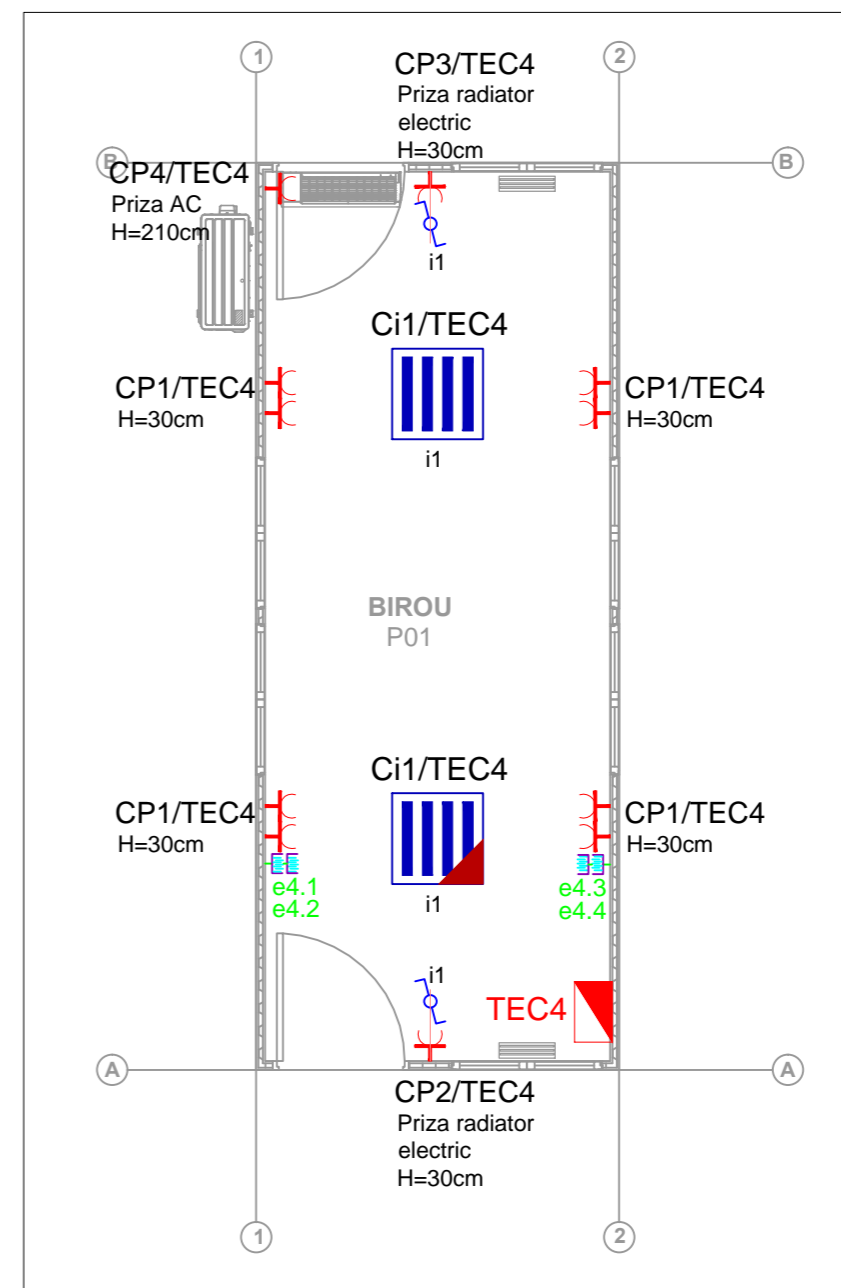 1
2
CP3/TEC4
Priza radiator
electric
H=30cm
B
B
CP4/TEC4
Priza AC
H=210cm
i1
Ci1/TEC4
CP1/TEC4
H=30cm
CP1/TEC4
H=30cm
i1
BIROU
P01
Ci1/TEC4
CP1/TEC4
H=30cm
CP1/TEC4
H=30cm
e4.1
e4.2
i1
e4.3
e4.4
i1
TEC4
A
A
CP2/TEC4
Priza radiator
electric
H=30cm
1
2